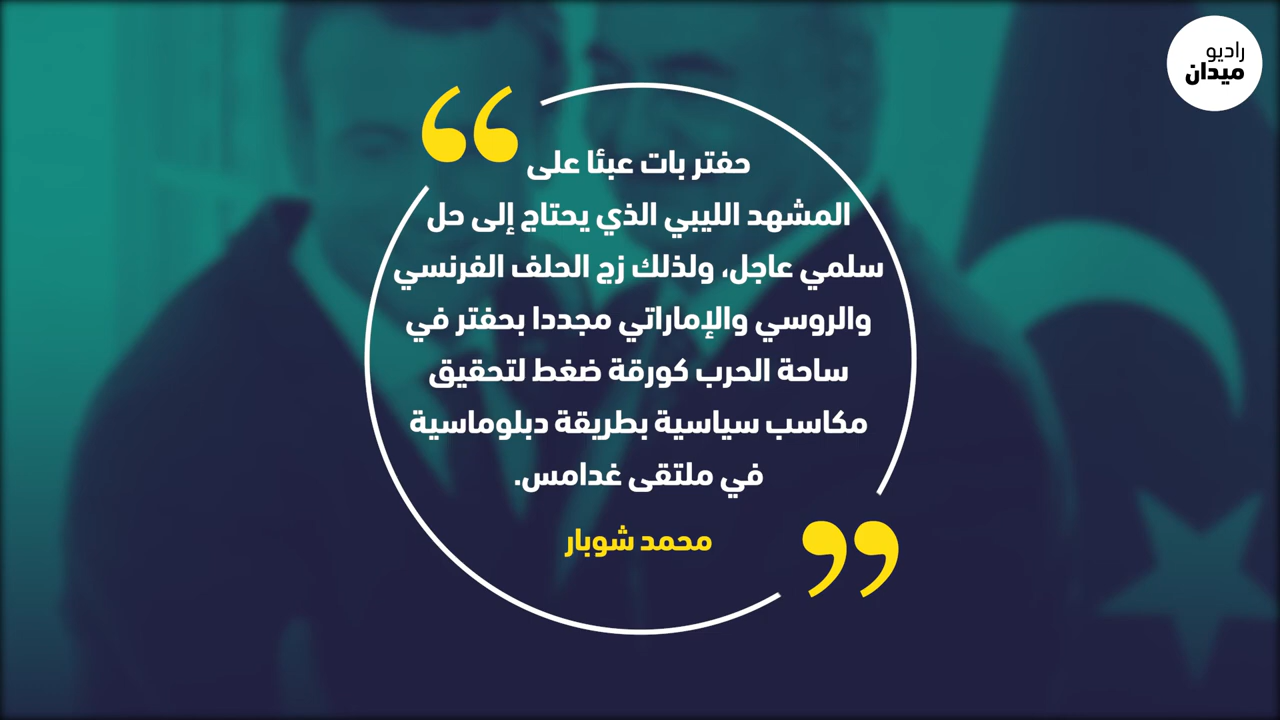 راديو
ميدان
حفتر بات عبئا على
المشهد الليبي الذي يحتاج إلى حل
سلمي عاجل، ولذلك زج الحلف الفرنسي
والروسي والإماراتي مجددا بحفتر في
ساحة الحرب كورقة ضغط لتحقيق
مكاسب سياسية بطريقة دبلوماسية
في ملتقى غدامس.
محمد شوبار